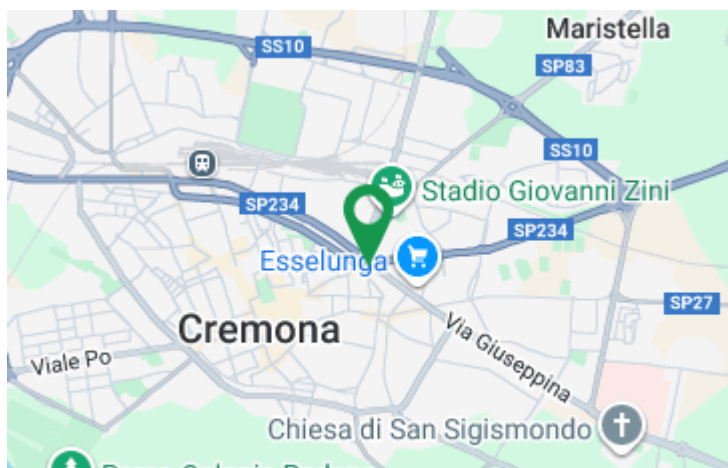 Maristella
SS10
SP83
SS10
Stadio Giovanni Zini
SP234
SP234
Esselunga
SP27
Cremona
Via Giuseppina
Viale Po
Chiesa di San Sigismondo